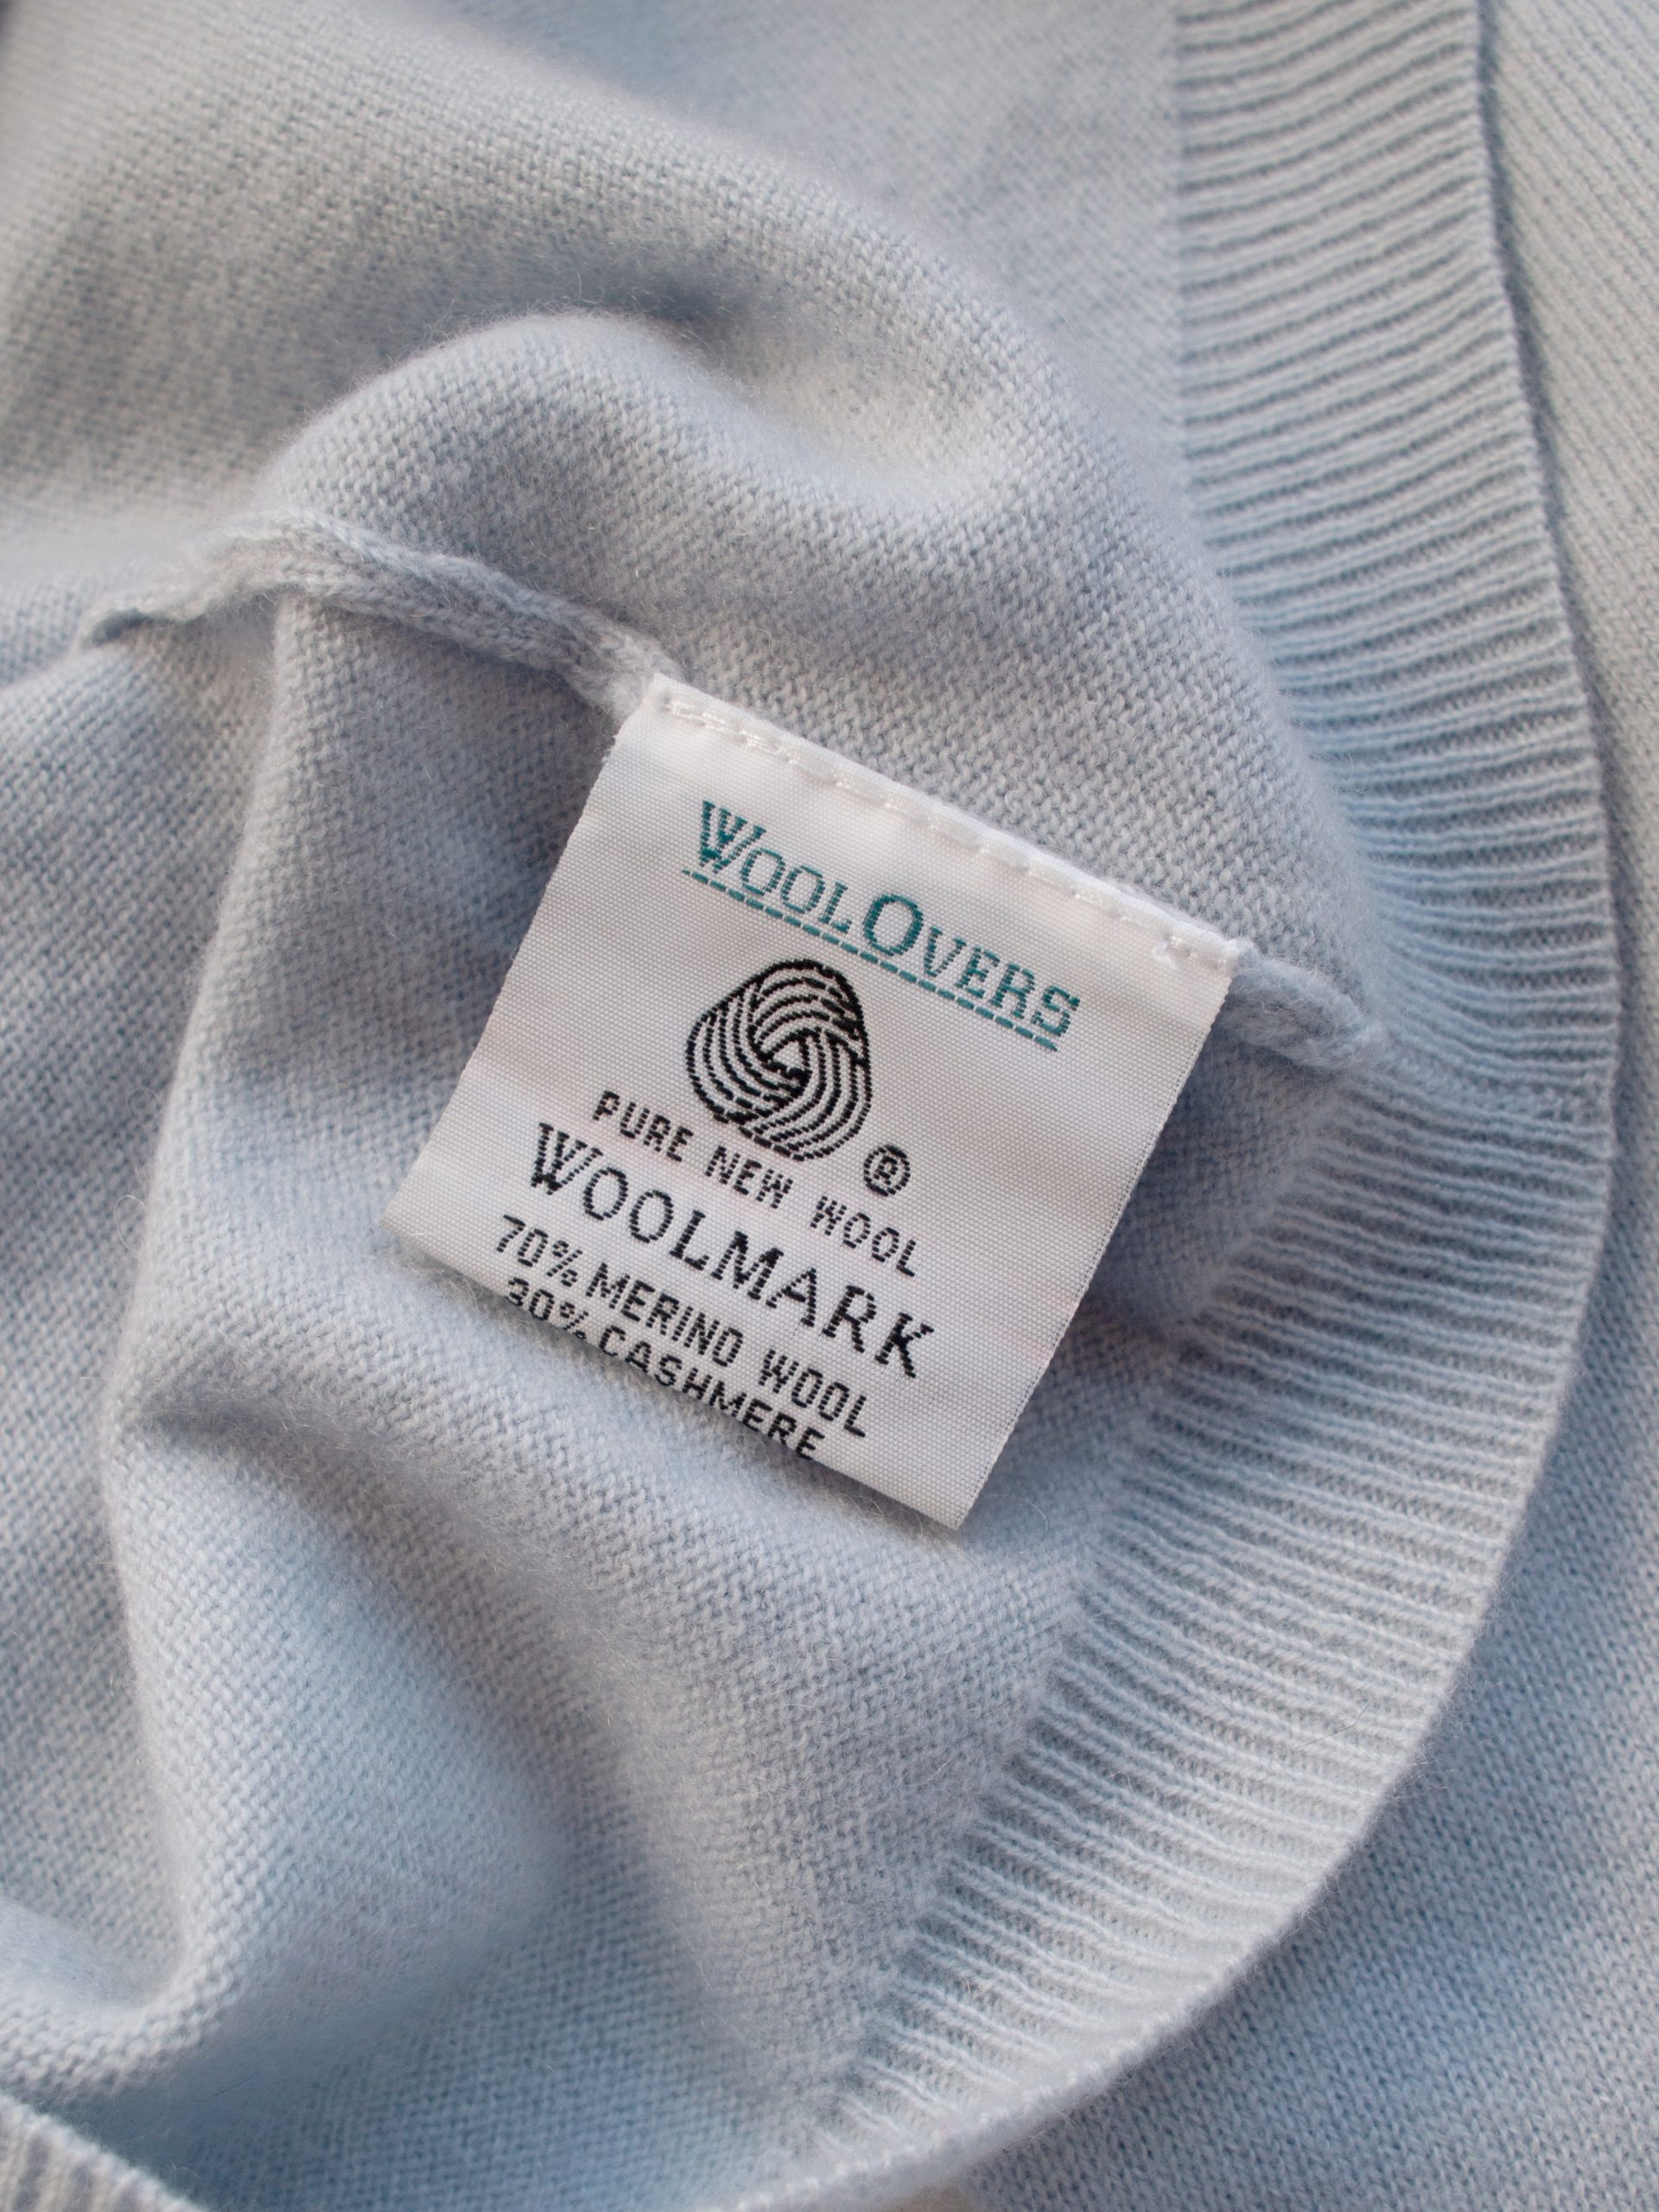 WOOLOVERS
®
PURE NEW WOOL
WOOLMARK
70% MERINO WOOL
30% CASHMERE